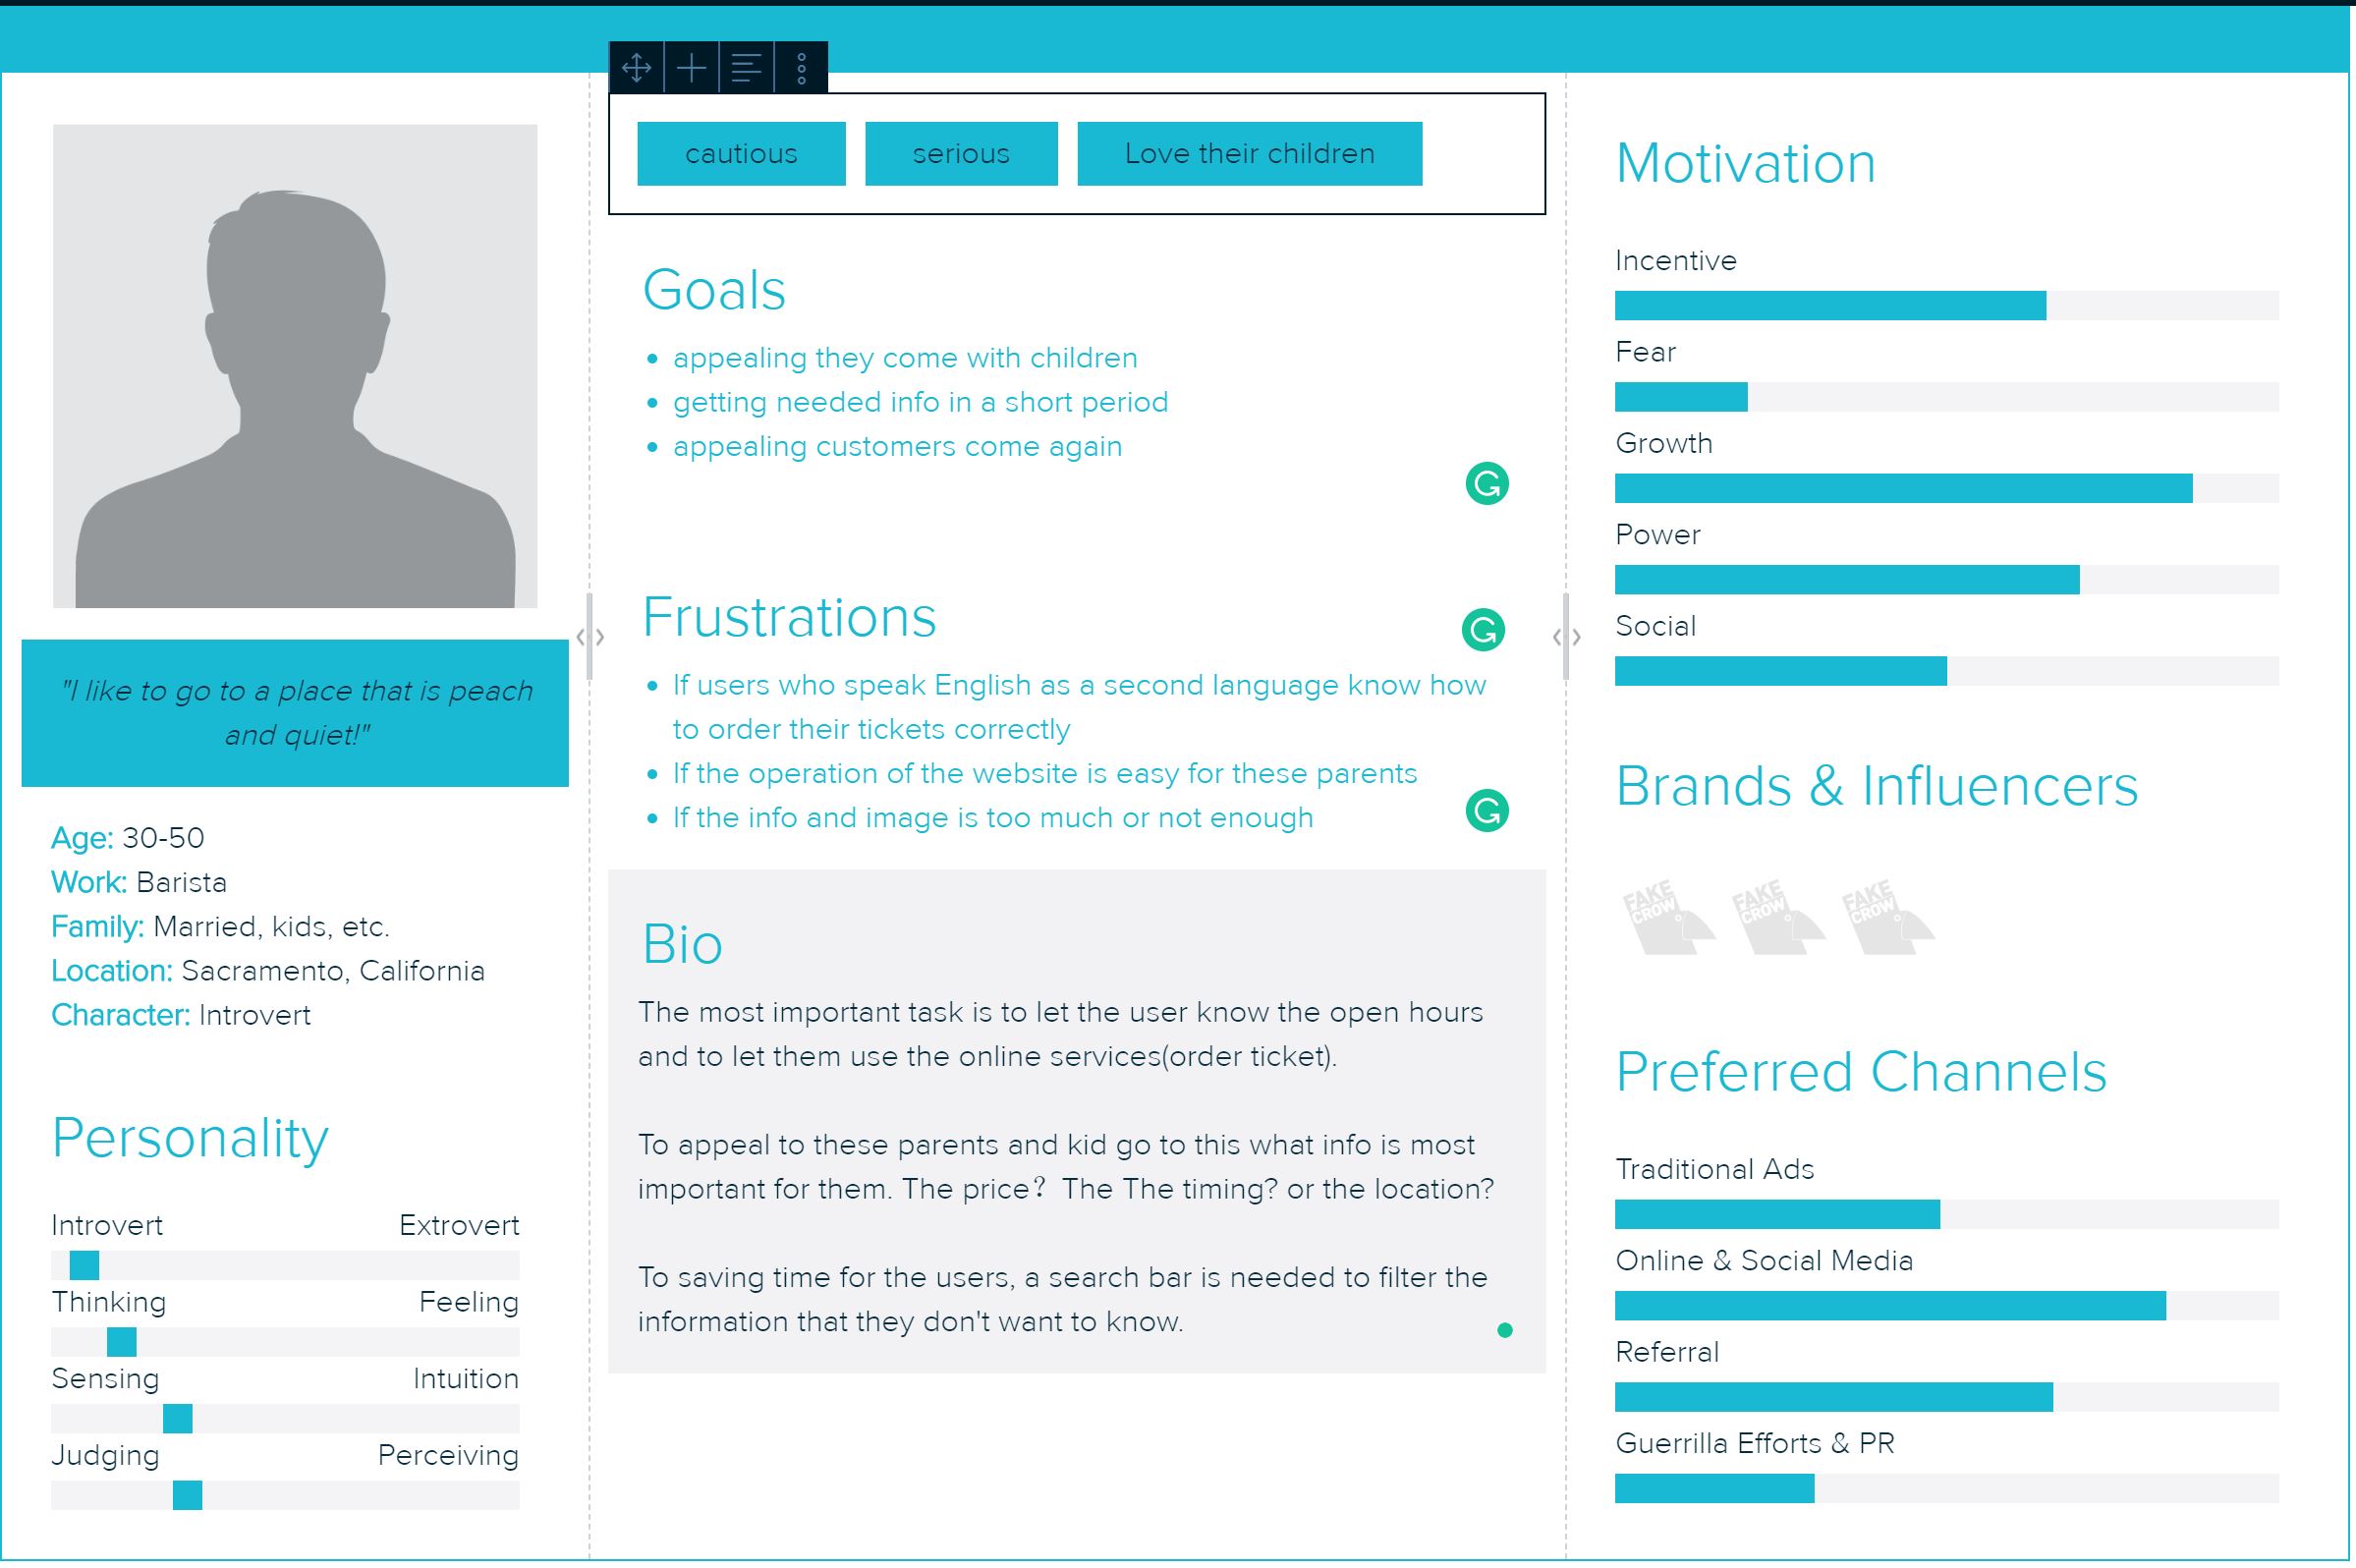 cautious
serious
Love their children
"I like to go to a place that is peach
and quiet!"
Age: 30-50
Work: Barista
Family: Married, kids, etc.
Location: Sacramento, California
Character: Introvert
Personality
Introvert Extrovert
Thinking Feeling
Sensing Intuition
Judging Perceiving
Goals
• appealing they come with children
• getting needed info in a short period
• appealing customers come again
Frustrations
• If users who speak English as a second language know how
to order their tickets correctly
• If the operation of the website is easy for these parents
• If the info and image is too much or not enough
Bio
The most important task is to let the user know the open hours
and to let them use the online services(order ticket).
To appeal to these parents and kid go to this what info is most
important for them. The price？ The The timing? or the location?
To saving time for the users, a search bar is needed to filter the
information that they don't want to know.
Motivation
Incentive
Fear
Growth
Power
Social
Brands & Influencers
FAKE
CROW
FAKE
CROW
FAKE
CROW
Preferred Channels
Traditional Ads
Online & Social Media
Referral
Guerrilla Efforts & PR